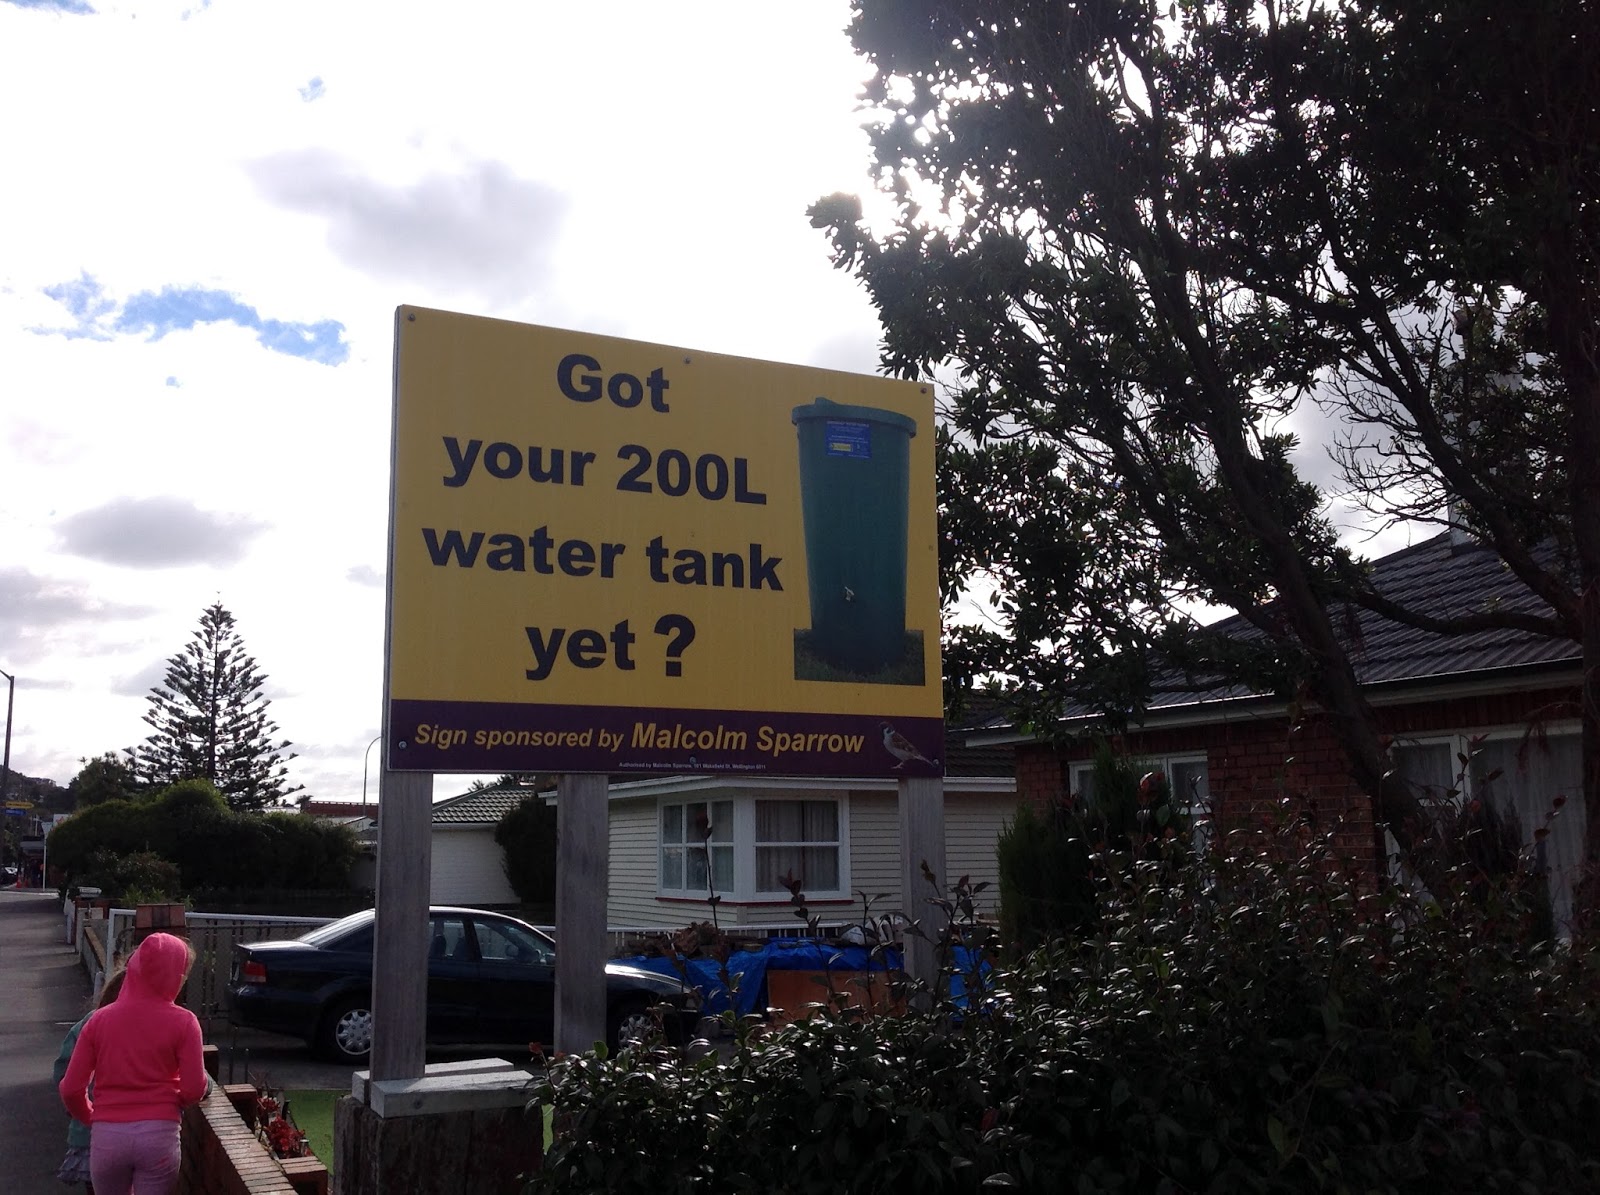 Got
your 200L
water tank
yet?
Sign sponsored by Malcolm Sparrow